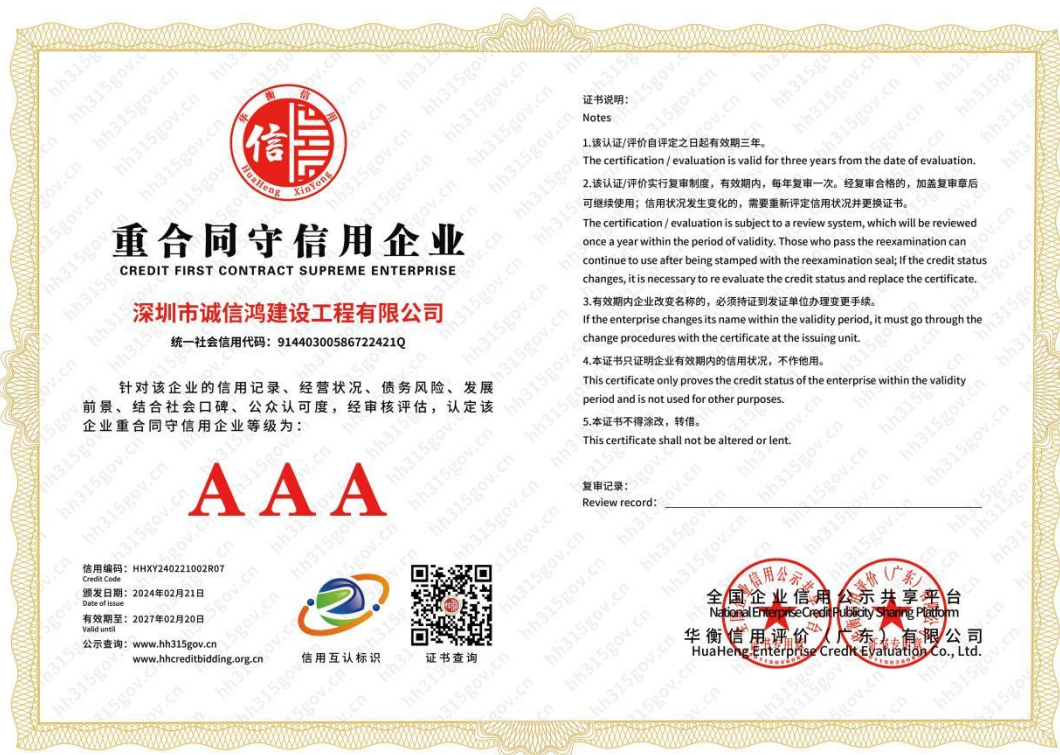 华衡信用
信
HuaHeng XinYong
重合同守信用企业
CREDIT FIRST CONTRACT SUPREME ENTERPRISE
深圳市诚信鸿建设工程有限公司
统一社会信用代码：91440300586722421Q
针对该企业的信用记录、经营状况、债务风险、发展
前景、结合社会口碑、公众认可度，经审核评估，认定该
企业重合同守信用企业等级为：
AAA
信用编码：HHXY240221002R07
Credit Code
颁发日期：2024年02月21日
Date of issue
有效期至：2027年02月20日
Valid until
公示查询：www.hh315gov.cn
www.hhcreditbidding.org.cn
信用互认标识
证书查询
证书说明：
Notes
1.该认证/评价自评定之日起有效期三年。
The certification / evaluation is valid for three years from the date of evaluation.
2.该认证/评价实行复审制度，有效期内，每年复审一次。经复审合格的，加盖复审章后
可继续使用；信用状况发生变化的，需要重新评定信用状况并更换证书。
The certification / evaluation is subject to a review system, which will be reviewed
once a year within the period of validity. Those who pass the reexamination can
continue to use after being stamped with the reexamination seal; If the credit status
changes, it is necessary to re evaluate the credit status and replace the certificate.
3.有效期内企业改变名称的，必须持证到发证单位办理变更手续。
If the enterprise changes its name within the validity period, it must go through the
change procedures with the certificate at the issuing unit.
4.本证书只证明企业有效期内的信用状况，不作他用。
This certificate only proves the credit status of the enterprise within the validity
period and is not used for other purposes.
5.本证书不得涂改，转借。
This certificate shall not be altered or lent.
复审记录：
Review record：
全国企业信用公示共享平台
National Enterprise Credit Publicity Sharing Platform
华衡信用评价（广东）有限公司
HuaHeng Enterprise Credit Evaluation Co., Ltd.
证书专用章
证书专用章
hh315gov.cn